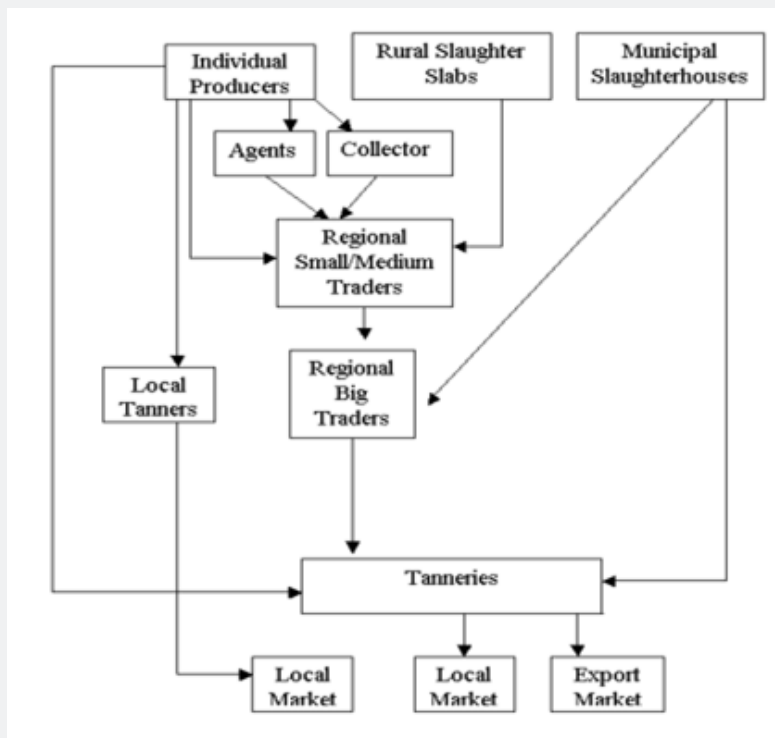 Individual
Producers
Rural Slaughter
Slabs
Municipal
Slaughterhouses
Agents
Collector
Regional
Small/Medium
Traders
Local
Tanners
Regional
Big
Traders
Tanneries
Local
Market
Local
Market
Export
Market